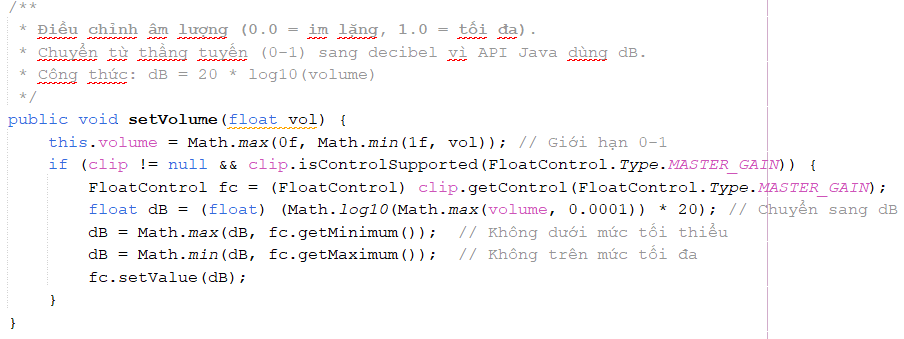 /**
 * Điều chỉnh âm lượng (0.0 = im lặng, 1.0 = tối đa).
 * Chuyển từ thằng tuyến (0-1) sang decibel vì API Java dùng dB.
 * Công thức: dB = 20 * log10(volume)
 */
public void setVolume(float vol) {
    this.volume = Math.max(0f, Math.min(1f, vol)); // Giới hạn 0-1
    if (clip != null && clip.isControlSupported(FloatControl.Type.MASTER_GAIN)) {
        FloatControl fc = (FloatControl) clip.getControl(FloatControl.Type.MASTER_GAIN);
        float dB = (float) (Math.log10(Math.max(volume, 0.0001)) * 20); // Chuyển sang dB
        dB = Math.max(dB, fc.getMinimum());  // Không dưới mức tối thiểu
        dB = Math.min(dB, fc.getMaximum());  // Không trên mức tối đa
        fc.setValue(dB);
    }
}